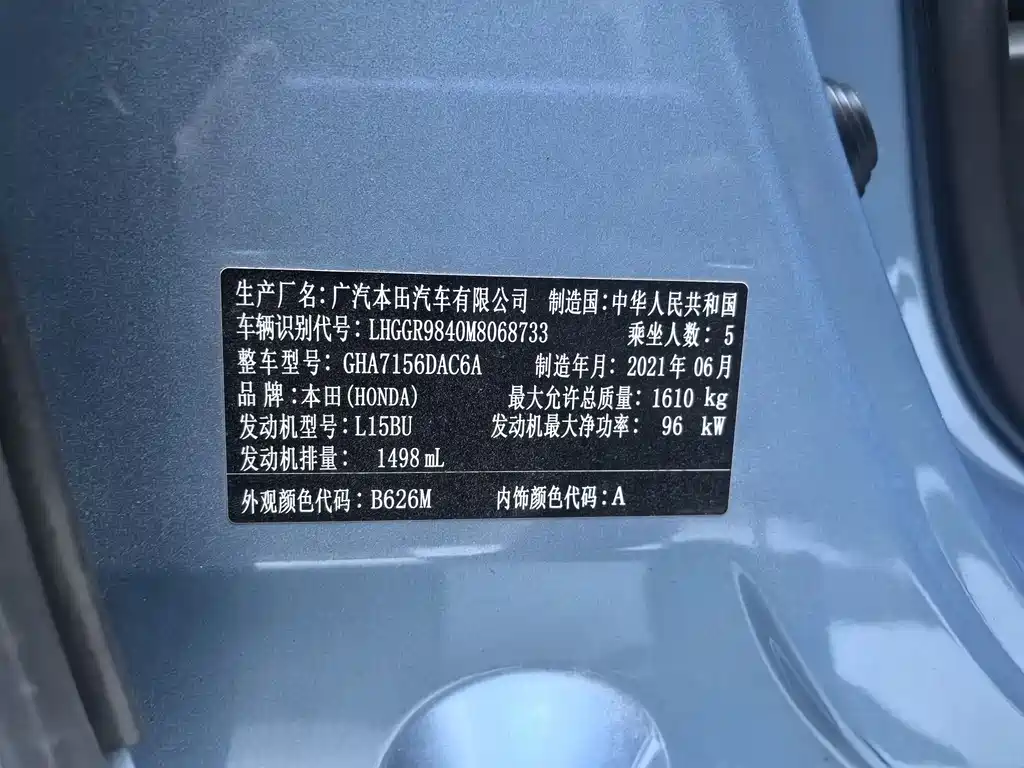 生产厂名:广汽本田汽车有限公司 制造国:中华人民共和国
车辆识别代号:LHGGR9840M8068733 乘坐人数: 5
整车型号: GHA7156DAC6A 制造年月: 2021年 06月
品 牌 :本田(HONDA) 最大允许总质量: 1610 kg
发动机型号: L15BU 发动机最大净功率: 96 kW
发动机排量: 1498 mL
外观颜色代码: B626M 内饰颜色代码: A